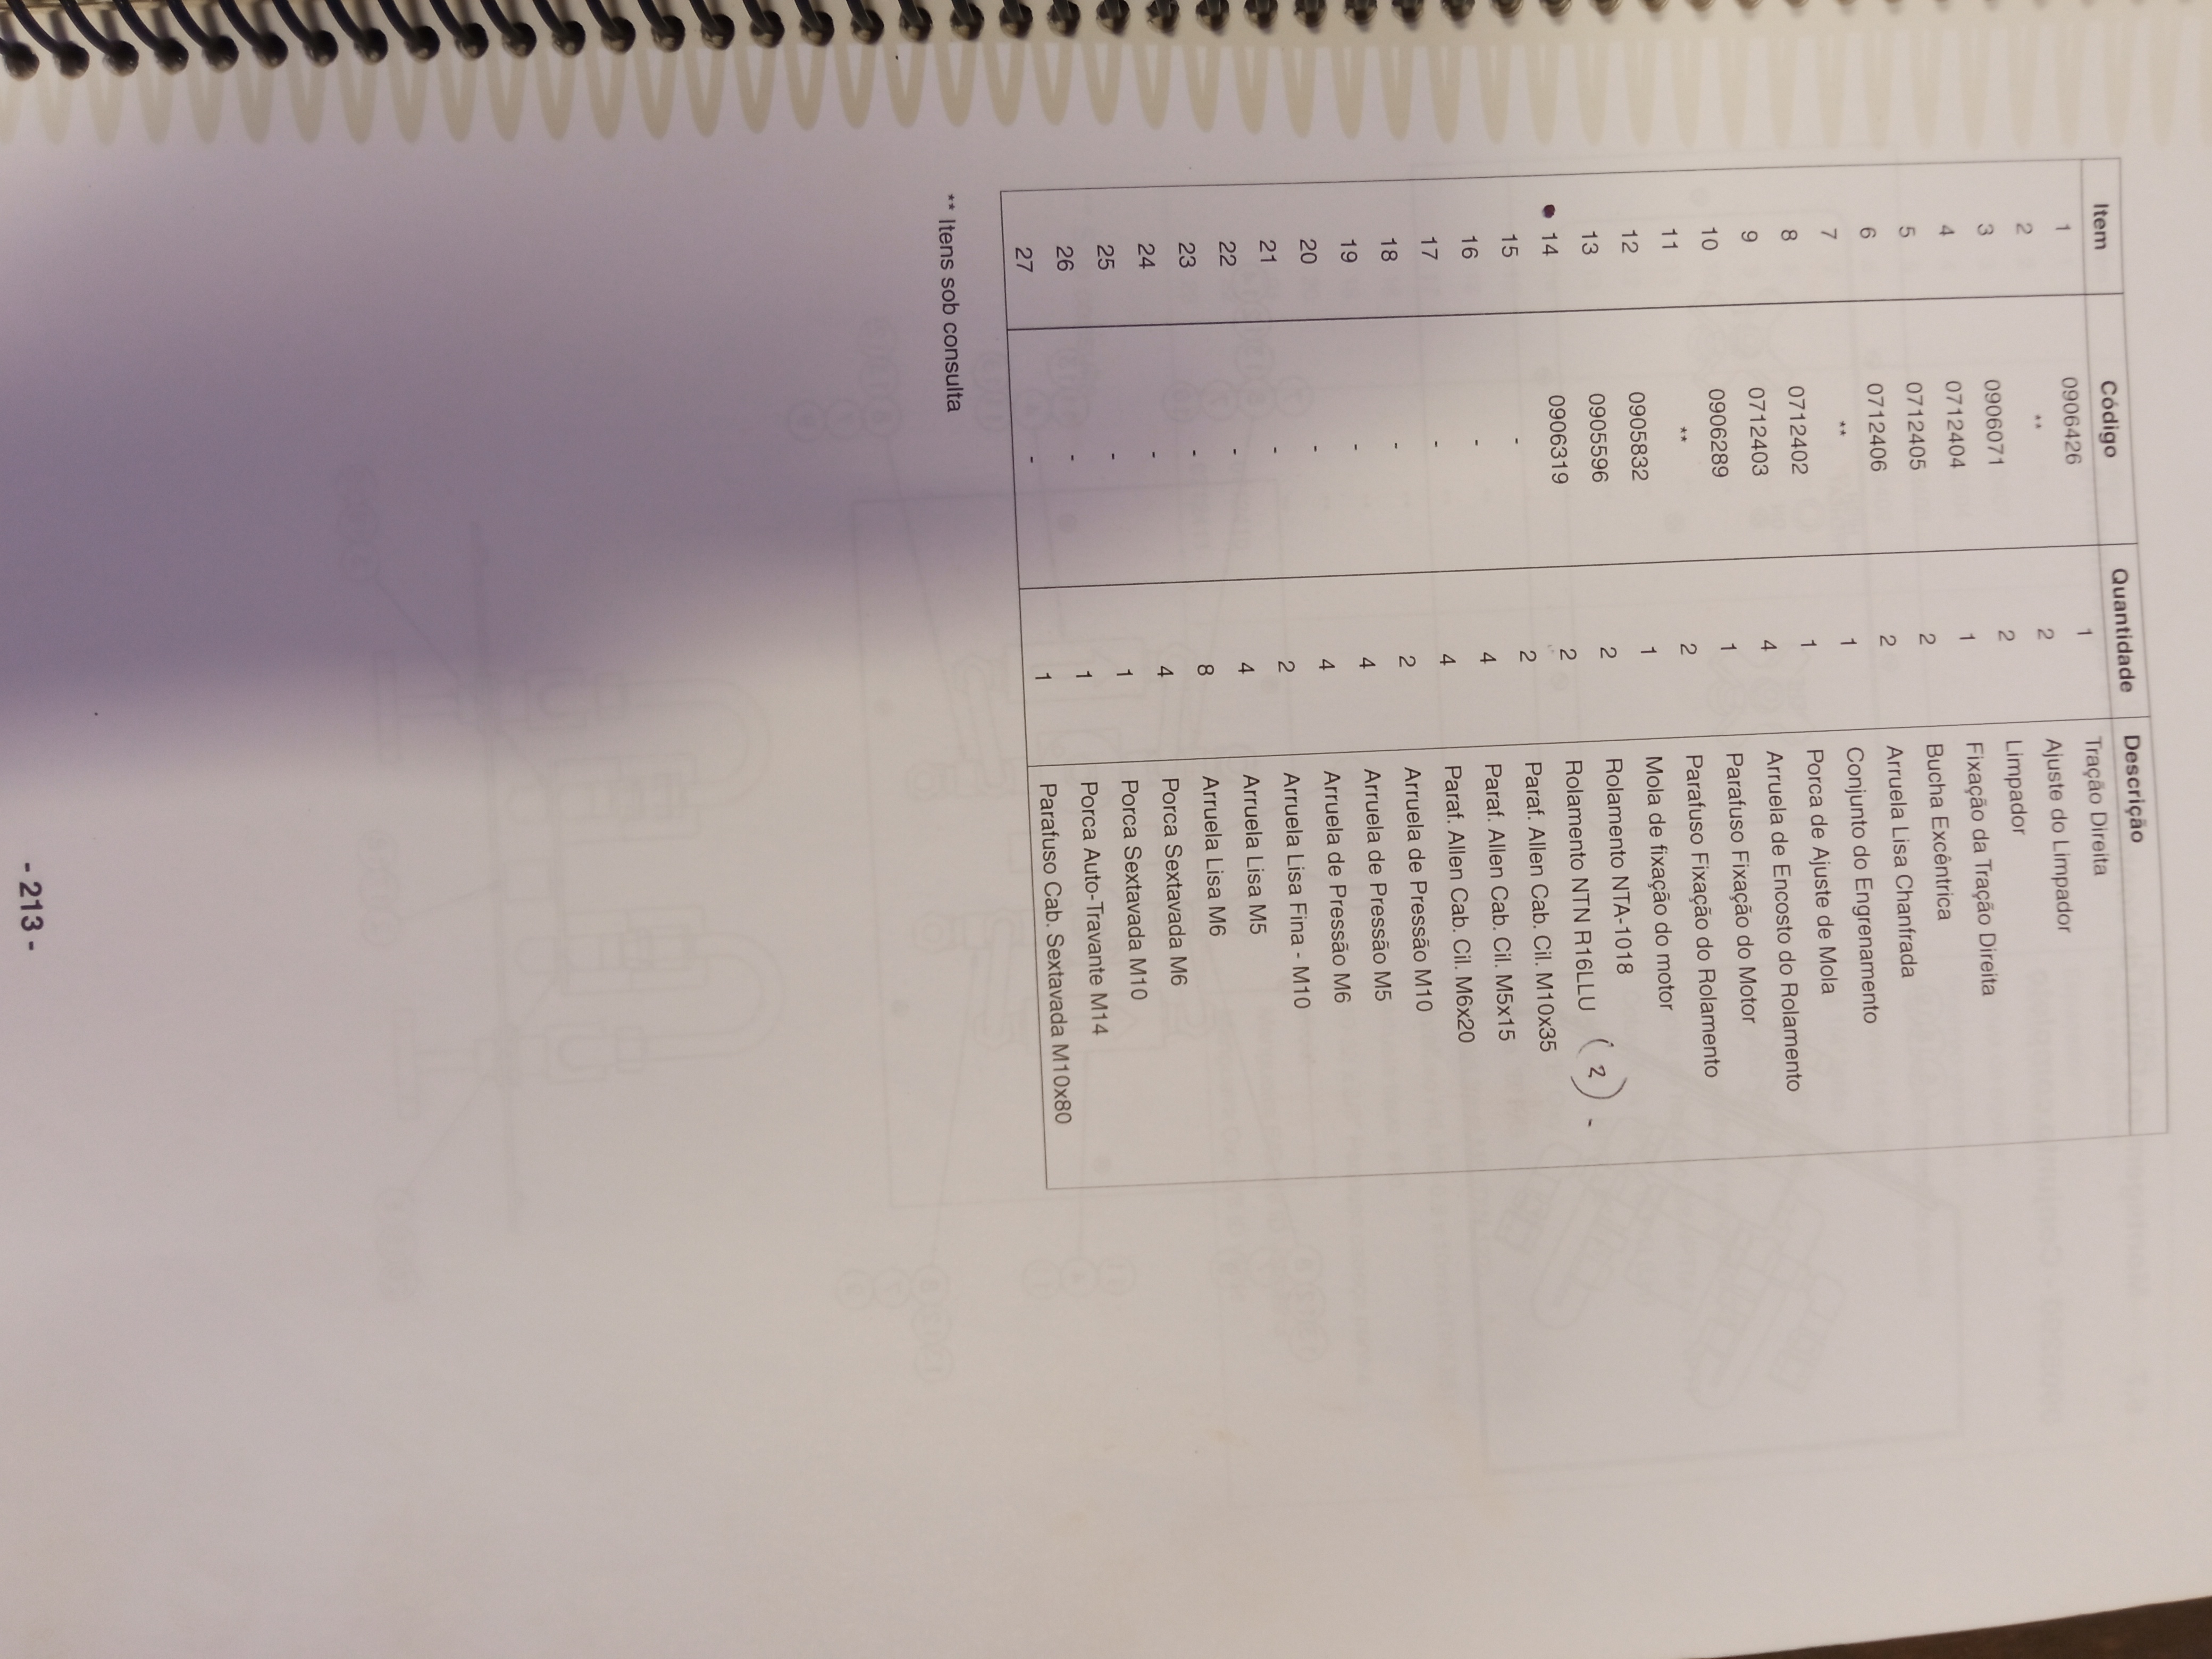 Item Código Quantidade Descrição
1 0906426 1 Tração Direita
2 ** 2 Ajuste do Limpador
3 0906071 2 Limpador
4 0712404 1 Fixação da Tração Direita
5 0712405 2 Bucha Excêntrica
6 0712406 2 Arruela Lisa Chanfrada
7 ** 1 Conjunto do Engrenamento
8 0712402 1 Porca de Ajuste de Mola
9 0712403 4 Arruela de Encosto do Rolamento
10 0906289 1 Parafuso Fixação do Motor
11 ** 2 Parafuso Fixação do Rolamento
12 0905832 1 Mola de fixação do motor
13 0905596 2 Rolamento NTA-1018
• 14 0906319 2 Rolamento NTN R16LLU (2) -
15 - 2 Paraf. Allen Cab. Cil. M10x35
16 - 4 Paraf. Allen Cab. Cil. M5x15
17 - 4 Paraf. Allen Cab. Cil. M6x20
18 - 2 Arruela de Pressão M10
19 - 4 Arruela de Pressão M5
20 - 4 Arruela de Pressão M6
21 - 2 Arruela Lisa Fina - M10
22 - 4 Arruela Lisa M5
23 - 8 Arruela Lisa M6
24 - 4 Porca Sextavada M6
25 - 1 Porca Sextavada M10
26 - 1 Porca Auto-Travante M14
27 - 1 Parafuso Cab. Sextavada M10x80
** Itens sob consulta
- 213 -